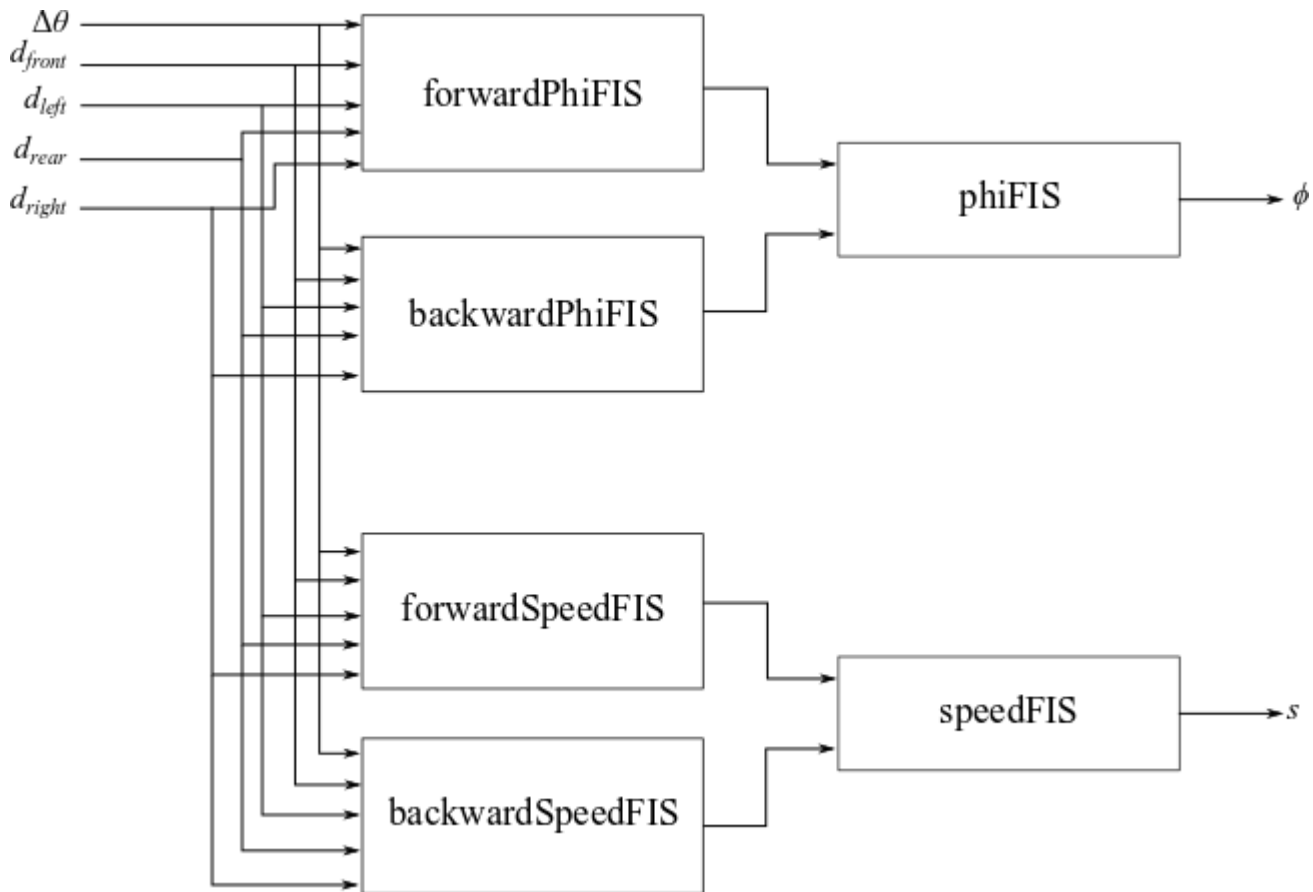 Δθ
d_front
d_left
d_rear
d_right
forwardPhiFIS
backwardPhiFIS
phiFIS
ϕ
forwardSpeedFIS
backwardSpeedFIS
speedFIS
s